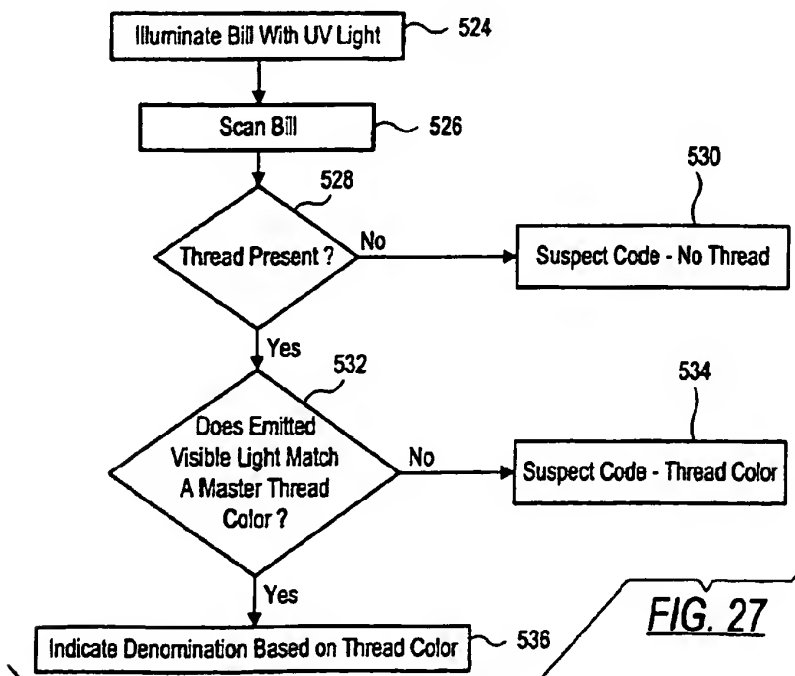 Illuminate Bill With UV Light
524
Scan Bill
526
528
Thread Present ?
No
530
Suspect Code - No Thread
Yes
532
Does Emitted
Visible Light Match
A Master Thread
Color ?
No
534
Suspect Code - Thread Color
Yes
Indicate Denomination Based on Thread Color
536
FIG. 27